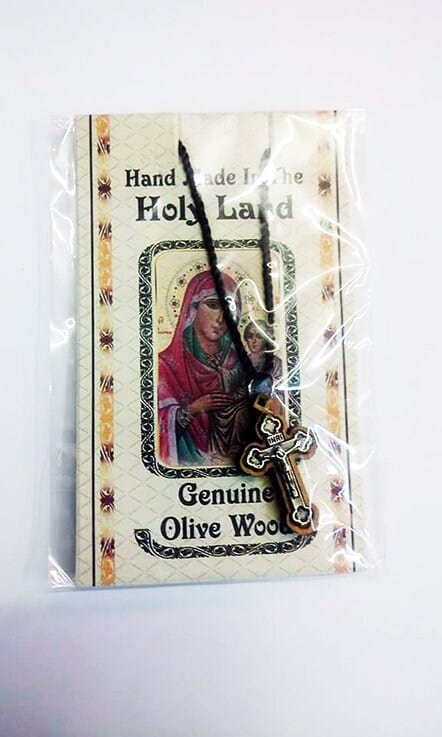 Hand Made In The
Holy Land
INRI
Genuine
Olive Wood